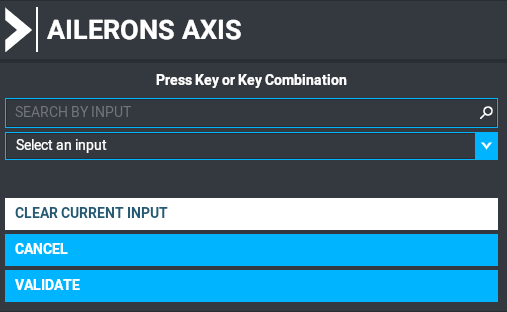 AILERONS AXIS
Press Key or Key Combination
SEARCH BY INPUT
Select an input
CLEAR CURRENT INPUT
CANCEL
VALIDATE